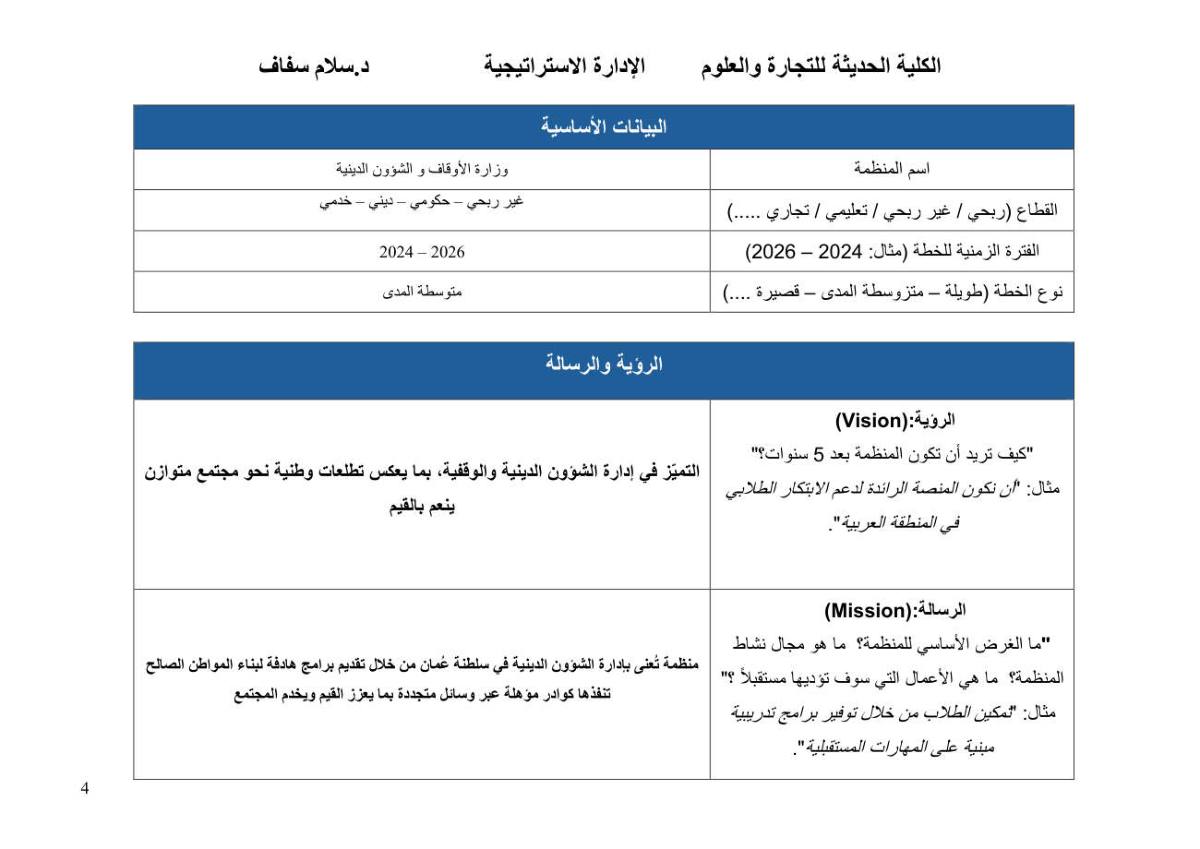 الكلية الحديثة للتجارة والعلوم الإدارة الاستراتيجية د.سلام سفاف
البيانات الأساسية
اسم المنظمة وزارة الأوقاف و الشؤون الدينية
القطاع (ربحي / غير ربحي / تعليمي / تجاري .....) غير ربحي – حكومي – ديني – خدمي
الفترة الزمنية للخطة (مثال: 2024 – 2026) 2024 – 2026
نوع الخطة (طويلة – متزوسطة المدى – قصيرة ....) متوسطة المدى
الرؤية والرسالة
الرؤية:(Vision)
"كيف تريد أن تكون المنظمة بعد 5 سنوات؟"
مثال: "أن نكون المنصة الرائدة لدعم الابتكار الطلابي
في المنطقة العربية".
التميّز في إدارة الشؤون الدينية والوقفية، بما يعكس تطلعات وطنية نحو مجتمع متوازن
ينعم بالقيم
الرسالة:(Mission)
"ما الغرض الأساسي للمنظمة؟ ما هو مجال نشاط
المنظمة؟ ما هي الأعمال التي سوف تؤديها مستقبلاً ؟"
مثال: "تمكين الطلاب من خلال توفير برامج تدريبية
مبنية على المهارات المستقبلية".
منظمة تُعنى بإدارة الشؤون الدينية في سلطنة عُمان من خلال تقديم برامج هادفة لبناء المواطن الصالح
تنفذها كوادر مؤهلة عبر وسائل متجددة بما يعزز القيم ويخدم المجتمع
4